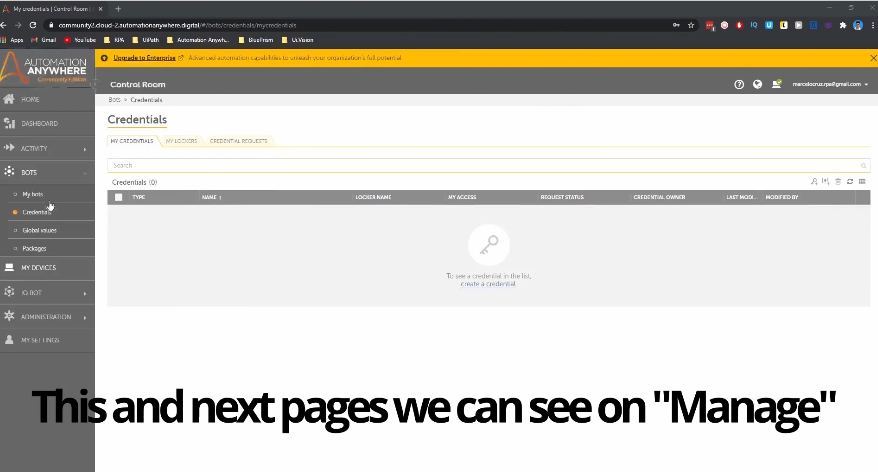 My credentials | Control Room |
community2.cloud-2.automationanywhere.digital/#/bots/credentials/mycredentials
Apps Gmail YouTube RPA UiPath Automation Anywh... BluePrism Ui.Vision
Upgrade to Enterprise Advanced automation capabilities to unleash your organization's full potential
AUTOMATION
ANYWHERE
Community Edition
Control Room
marcelocruz.rpa@gmail.com
HOME
DASHBOARD
ACTIVITY
BOTS
My bots
Credentials
Global values
Packages
MY DEVICES
IQ BOT
ADMINISTRATION
MY SETTINGS
Bots > Credentials
Credentials
MY CREDENTIALS MY LOCKERS CREDENTIAL REQUESTS
Search
Credentials (0)
TYPE NAME LOCKER NAME MY ACCESS REQUEST STATUS CREDENTIAL OWNER LAST MODI... MODIFIED BY
To see a credential in the list,
create a credential
This and next pages we can see on "Manage"